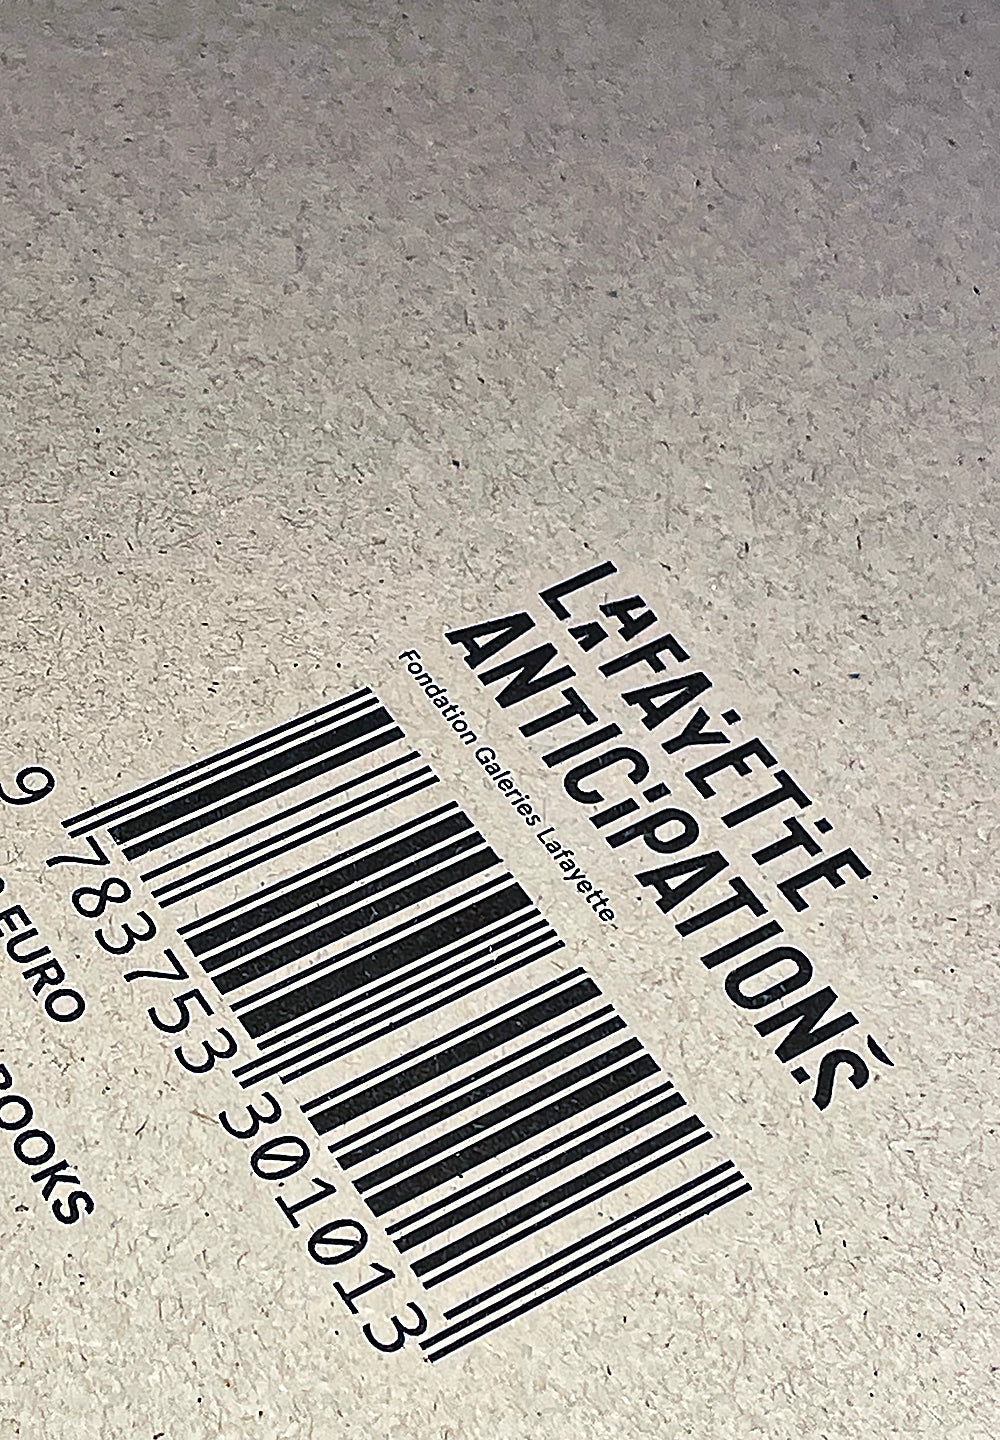 LAFAYETTE
ANTICIPATIONS
Fondation Galeries Lafayette
9 783753 301013
EURO
BOOKS